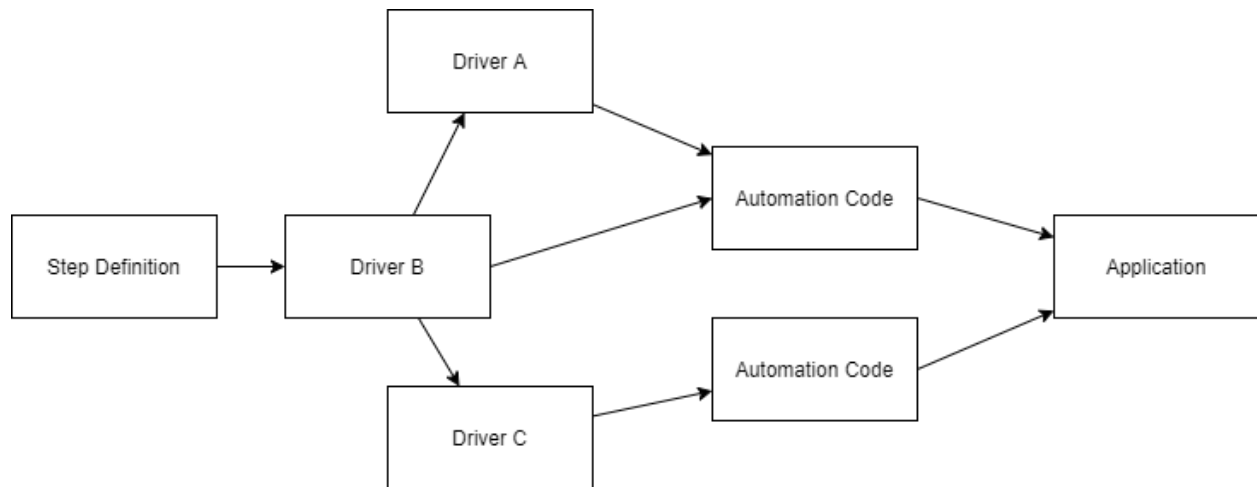 Driver A
Automation Code
Step Definition
Driver B
Application
Automation Code
Driver C